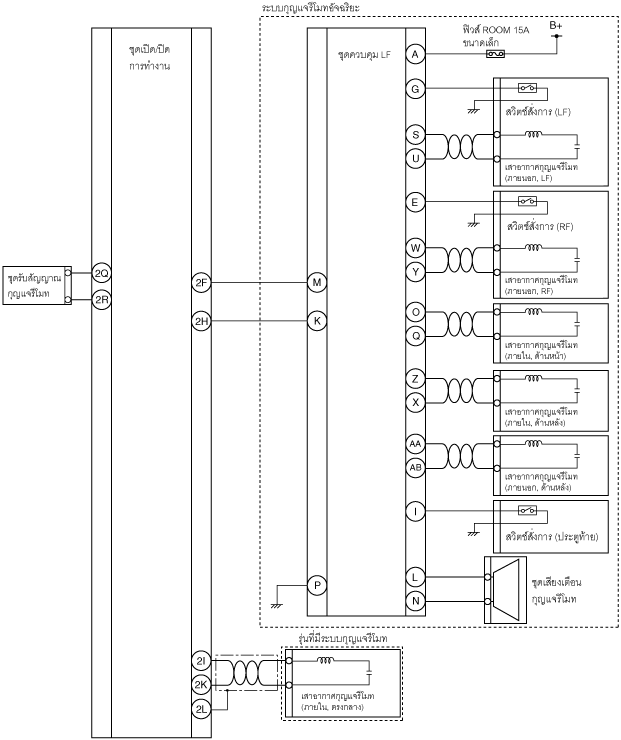 ระบบกุญแจรีโมทอัจฉริยะ
ชุดเปิด/ปิด
การทำงาน
ชุดควบคุม LF
ฟิวส์ ROOM 15A
ขนาดเล็ก
B+
A
G
สวิตช์สั่งการ (LF)
S
U
เสาอากาศกุญแจรีโมท
(ภายนอก, LF)
E
สวิตช์สั่งการ (RF)
W
Y
เสาอากาศกุญแจรีโมท
(ภายนอก, RF)
ชุดรับสัญญาณ
กุญแจรีโมท
2Q
2R
2F
M
2H
K
O
Q
เสาอากาศกุญแจรีโมท
(ภายใน, ด้านหน้า)
Z
X
เสาอากาศกุญแจรีโมท
(ภายใน, ด้านหลัง)
AA
AB
เสาอากาศกุญแจรีโมท
(ภายนอก, ด้านหลัง)
I
สวิตช์สั่งการ (ประตูท้าย)
P
L
N
ชุดเสียงเตือน
กุญแจรีโมท
รุ่นที่มีระบบกุญแจรีโมท
2I
2K
2L
เสาอากาศกุญแจรีโมท
(ภายใน, ตรงกลาง)